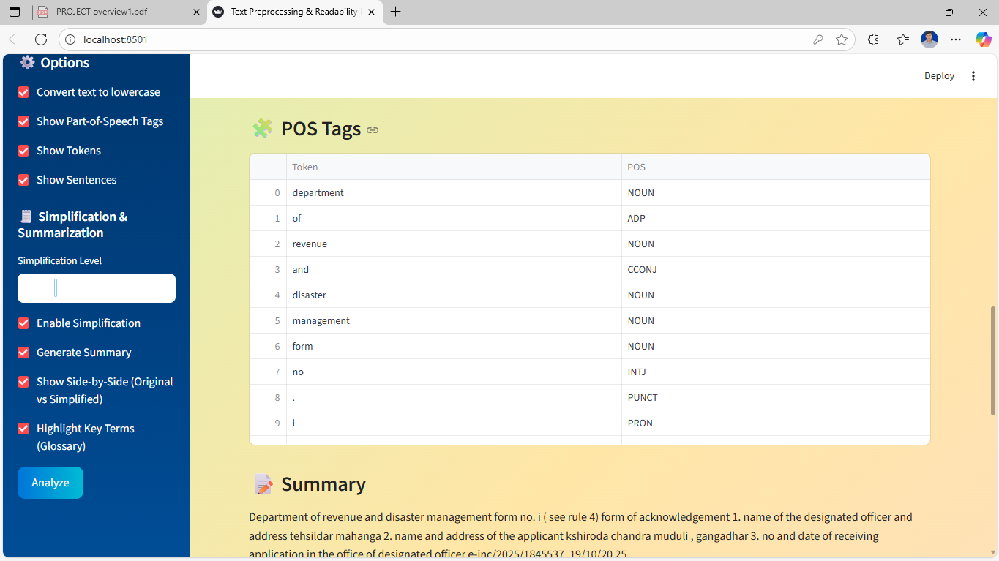 PROJECT overview1.pdf
Text Preprocessing & Readability
localhost:8501
Deploy
Options
Convert text to lowercase
Show Part-of-Speech Tags
Show Tokens
Show Sentences
Simplification &
Summarization
Simplification Level
Enable Simplification
Generate Summary
Show Side-by-Side (Original
vs Simplified)
Highlight Key Terms
(Glossary)
Analyze
POS Tags
Token POS
0 department NOUN
1 of ADP
2 revenue NOUN
3 and CCONJ
4 disaster NOUN
5 management NOUN
6 form NOUN
7 no INTJ
8 . PUNCT
9 i PRON
Summary
Department of revenue and disaster management form no. i ( see rule 4) form of acknowledgement 1. name of the designated officer and
address tehsildar mahanga 2. name and address of the applicant kshiroda chandra muduli , gangadhar 3. no and date of receiving
application in the office of designated officer e-inc/2025/1845537, 19/10/20 25.